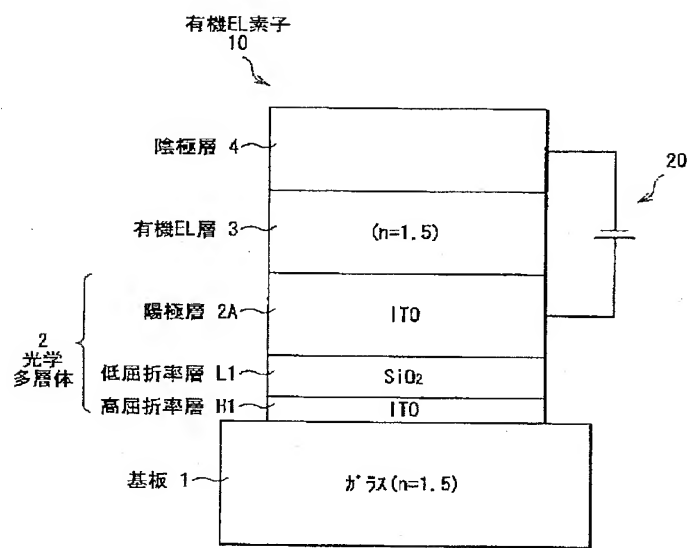 有機EL素子
10
陰極層 4
20
有機EL層 3
(n=1.5)
陽極層 2A
ITO
2
光学
多層体
低屈折率層 L1
SiO₂
高屈折率層 H1
ITO
基板 1
ガラス(n=1.5)